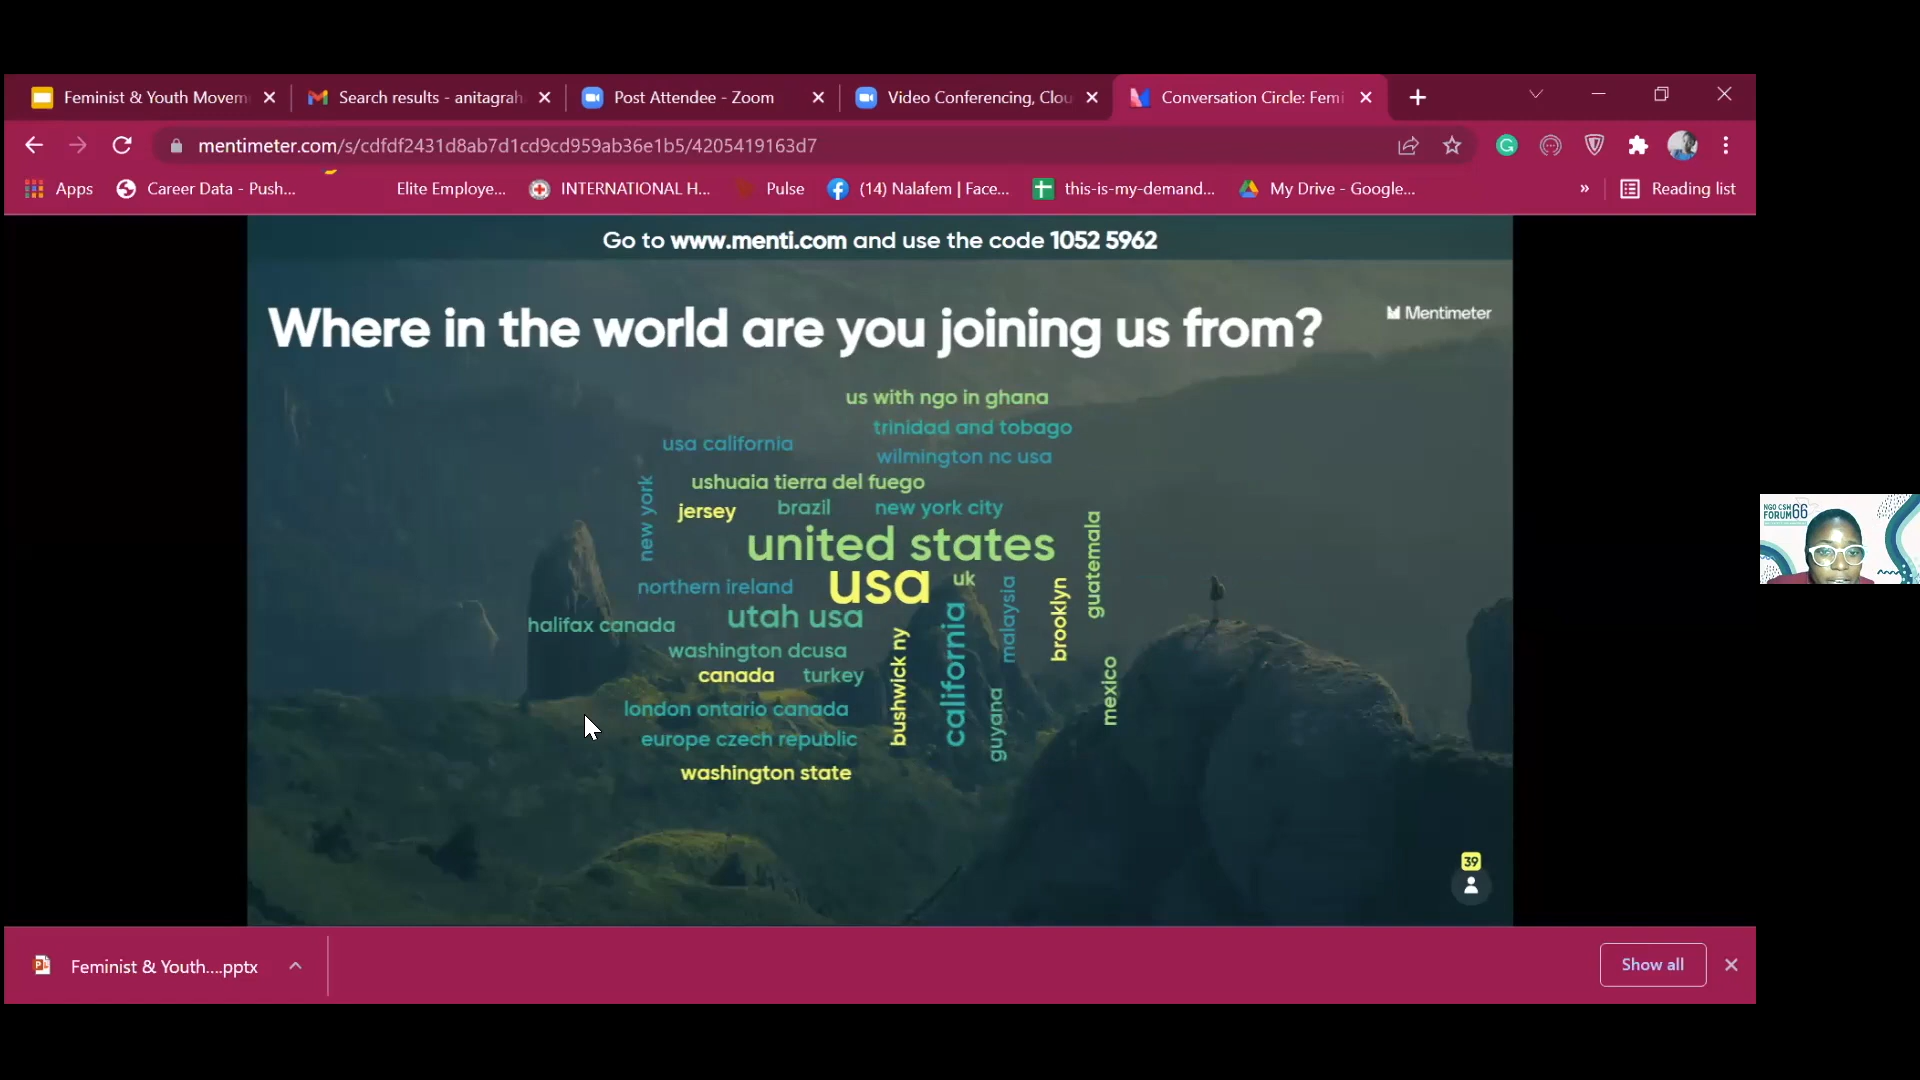 Feminist & Youth Movem
Search results - anitagrah
Post Attendee - Zoom
Video Conferencing, Clou
Conversation Circle: Femi
mentimeter.com/s/cdfdf2431d8ab7d1cd9cd959ab36e1b5/4205419163d7
Apps
Career Data - Push...
Elite Employe...
INTERNATIONAL H...
Pulse
(14) Nalafem | Face...
this-is-my-demand...
My Drive - Google...
»
Reading list
Go to www.menti.com and use the code 1052 5962
Where in the world are you joining us from?
Mentimeter
us with ngo in ghana
trinidad and tobago
usa california
wilmington nc usa
ushuaia tierra del fuego
new york
jersey
brazil
new york city
united states
guatemala
northern ireland
usa
uk
malaysia
brooklyn
utah usa
halifax canada
california
washington dcusa
bushwick ny
canada
turkey
mexico
guyana
london ontario canada
europe czech republic
washington state
39
NGO CSW
FORUM66
Feminist & Youth....pptx
Show all